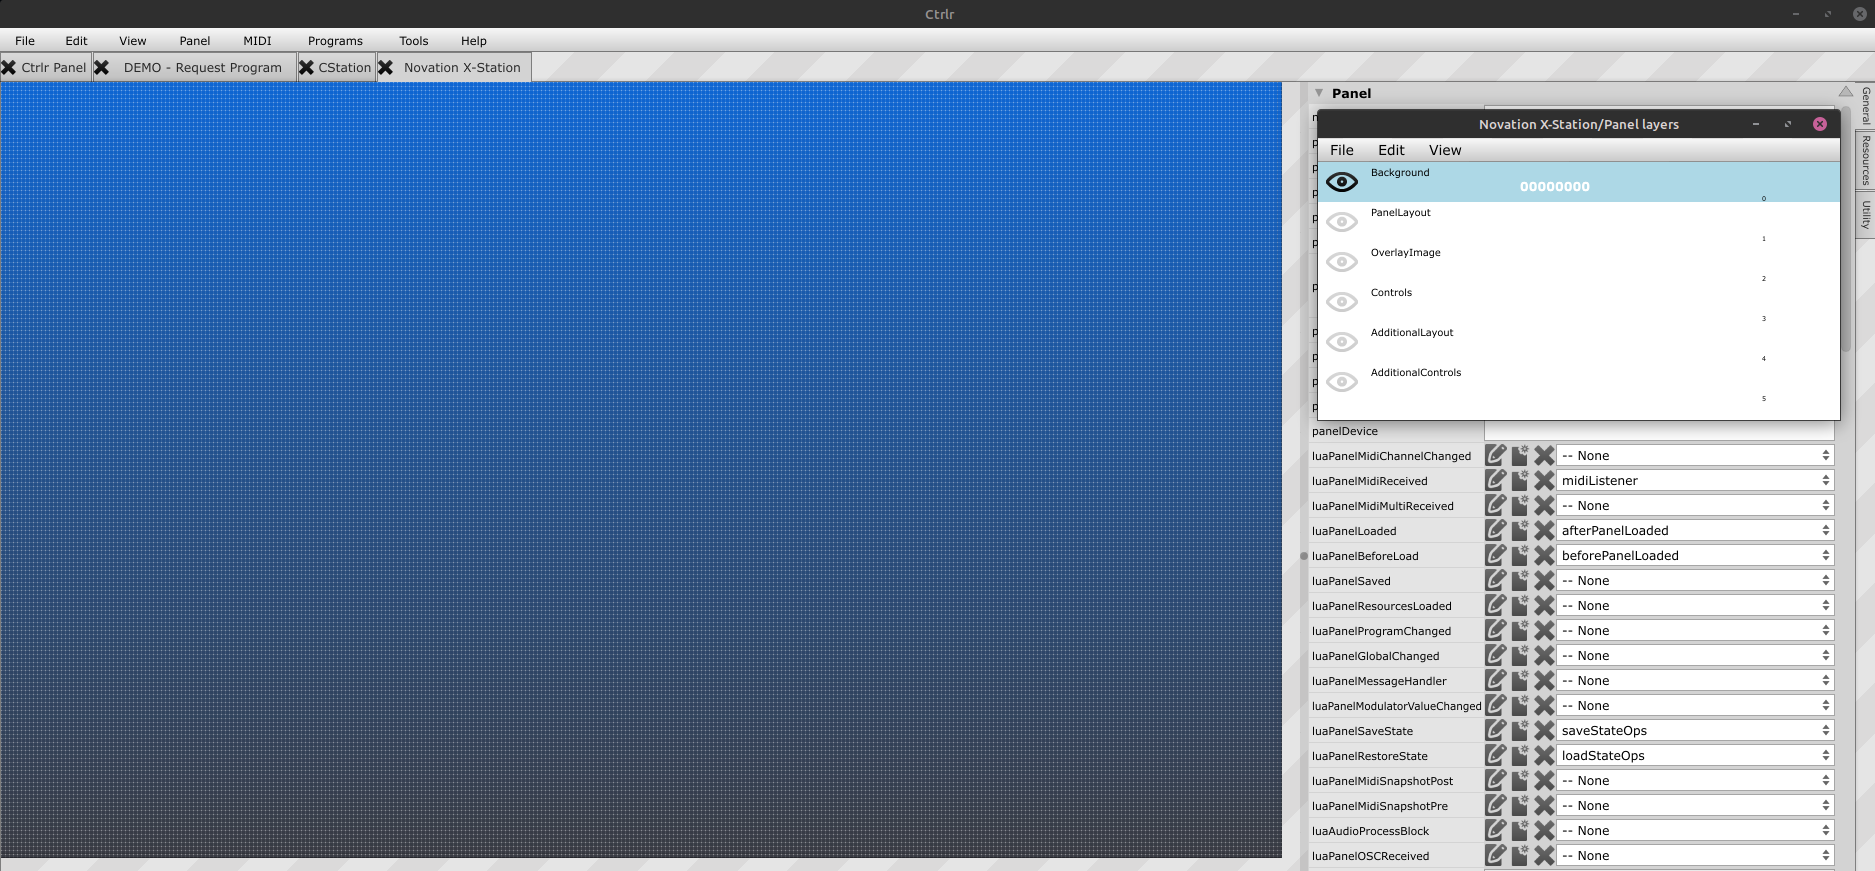 Ctrlr
File Edit View Panel MIDI Programs Tools Help
Ctrlr Panel DEMO - Request Program CStation Novation X-Station
Panel
General
Resources
Utility
Novation X-Station/Panel layers
File Edit View
Background
00000000
0
PanelLayout
1
OverlayImage
2
Controls
3
AdditionalLayout
4
AdditionalControls
5
panelDevice
luaPanelMidiChannelChanged -- None
luaPanelMidiReceived midiListener
luaPanelMidiMultiReceived -- None
luaPanelLoaded afterPanelLoaded
luaPanelBeforeLoad beforePanelLoaded
luaPanelSaved -- None
luaPanelResourcesLoaded -- None
luaPanelProgramChanged -- None
luaPanelGlobalChanged -- None
luaPanelMessageHandler -- None
luaPanelModulatorValueChanged -- None
luaPanelSaveState saveStateOps
luaPanelRestoreState loadStateOps
luaPanelMidiSnapshotPost -- None
luaPanelMidiSnapshotPre -- None
luaAudioProcessBlock -- None
luaPanelOSCReceived -- None